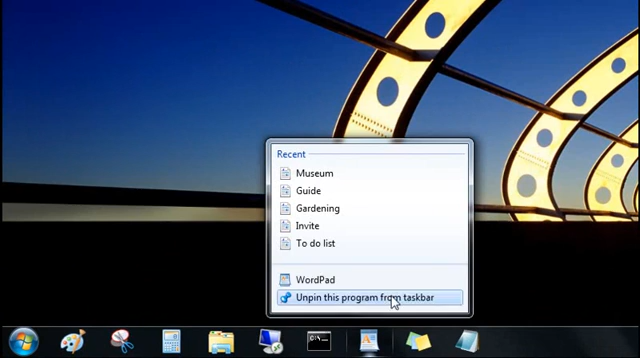 Recent
Museum
Guide
Gardening
Invite
To do list
WordPad
Unpin this program from taskbar